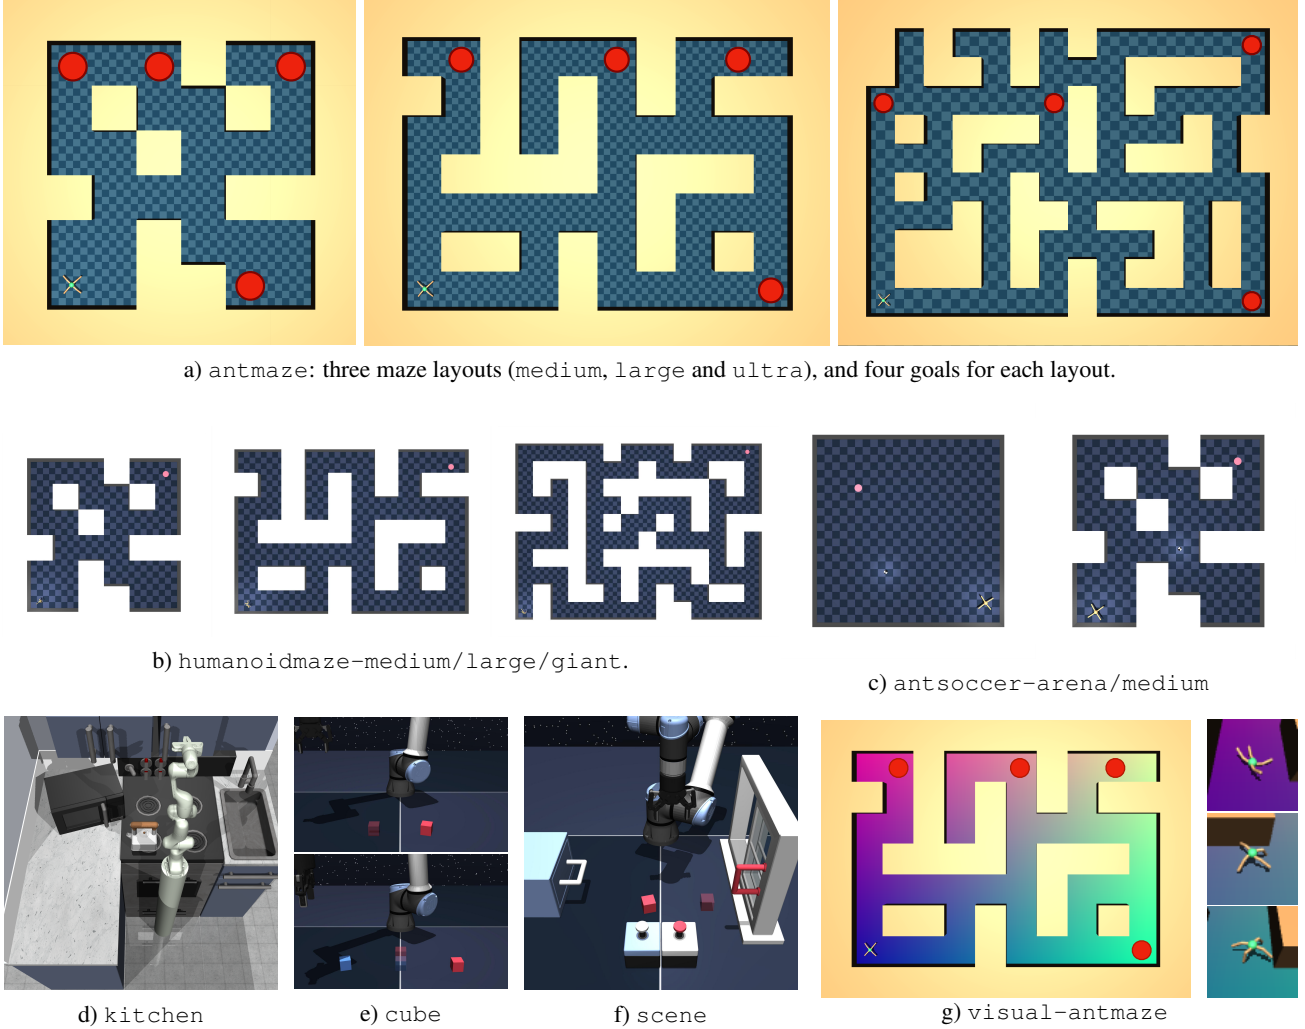 a) antmaze: three maze layouts (medium, large and ultra), and four goals for each layout.
b) humanoidmaze-medium/large/giant.
c) antsoccer-arena/medium
d) kitchen
e) cube
f) scene
g) visual-antmaze